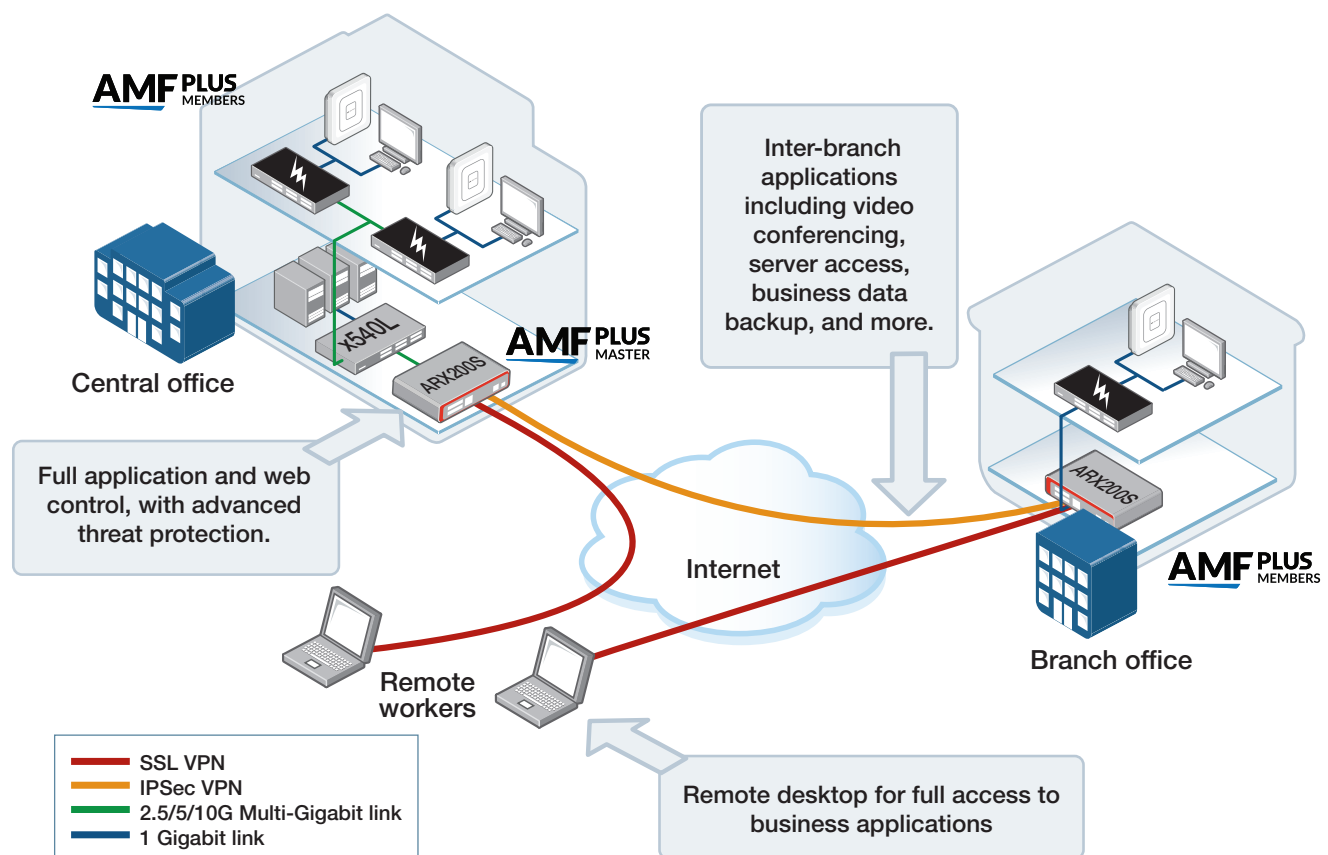 AMF PLUS
MEMBERS
Inter-branch
applications
including video
conferencing,
server access,
business data
backup, and more.
Central office
x540L
ARX200S
AMF PLUS
MASTER
Full application and web
control, with advanced
threat protection.
Internet
ARX200S
AMF PLUS
MEMBERS
Branch office
Remote
workers
SSL VPN
IPSec VPN
2.5/5/10G Multi-Gigabit link
1 Gigabit link
Remote desktop for full access to
business applications